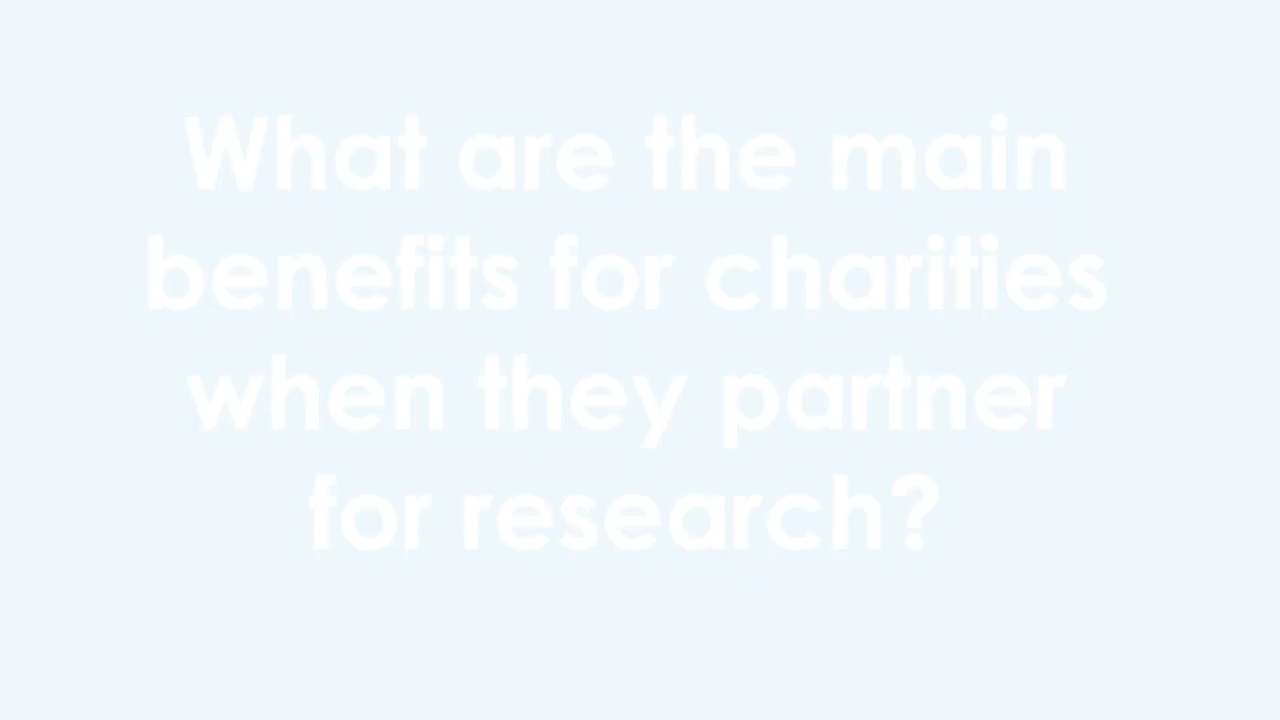 What are the main
benefits for charities
when they partner
for research?